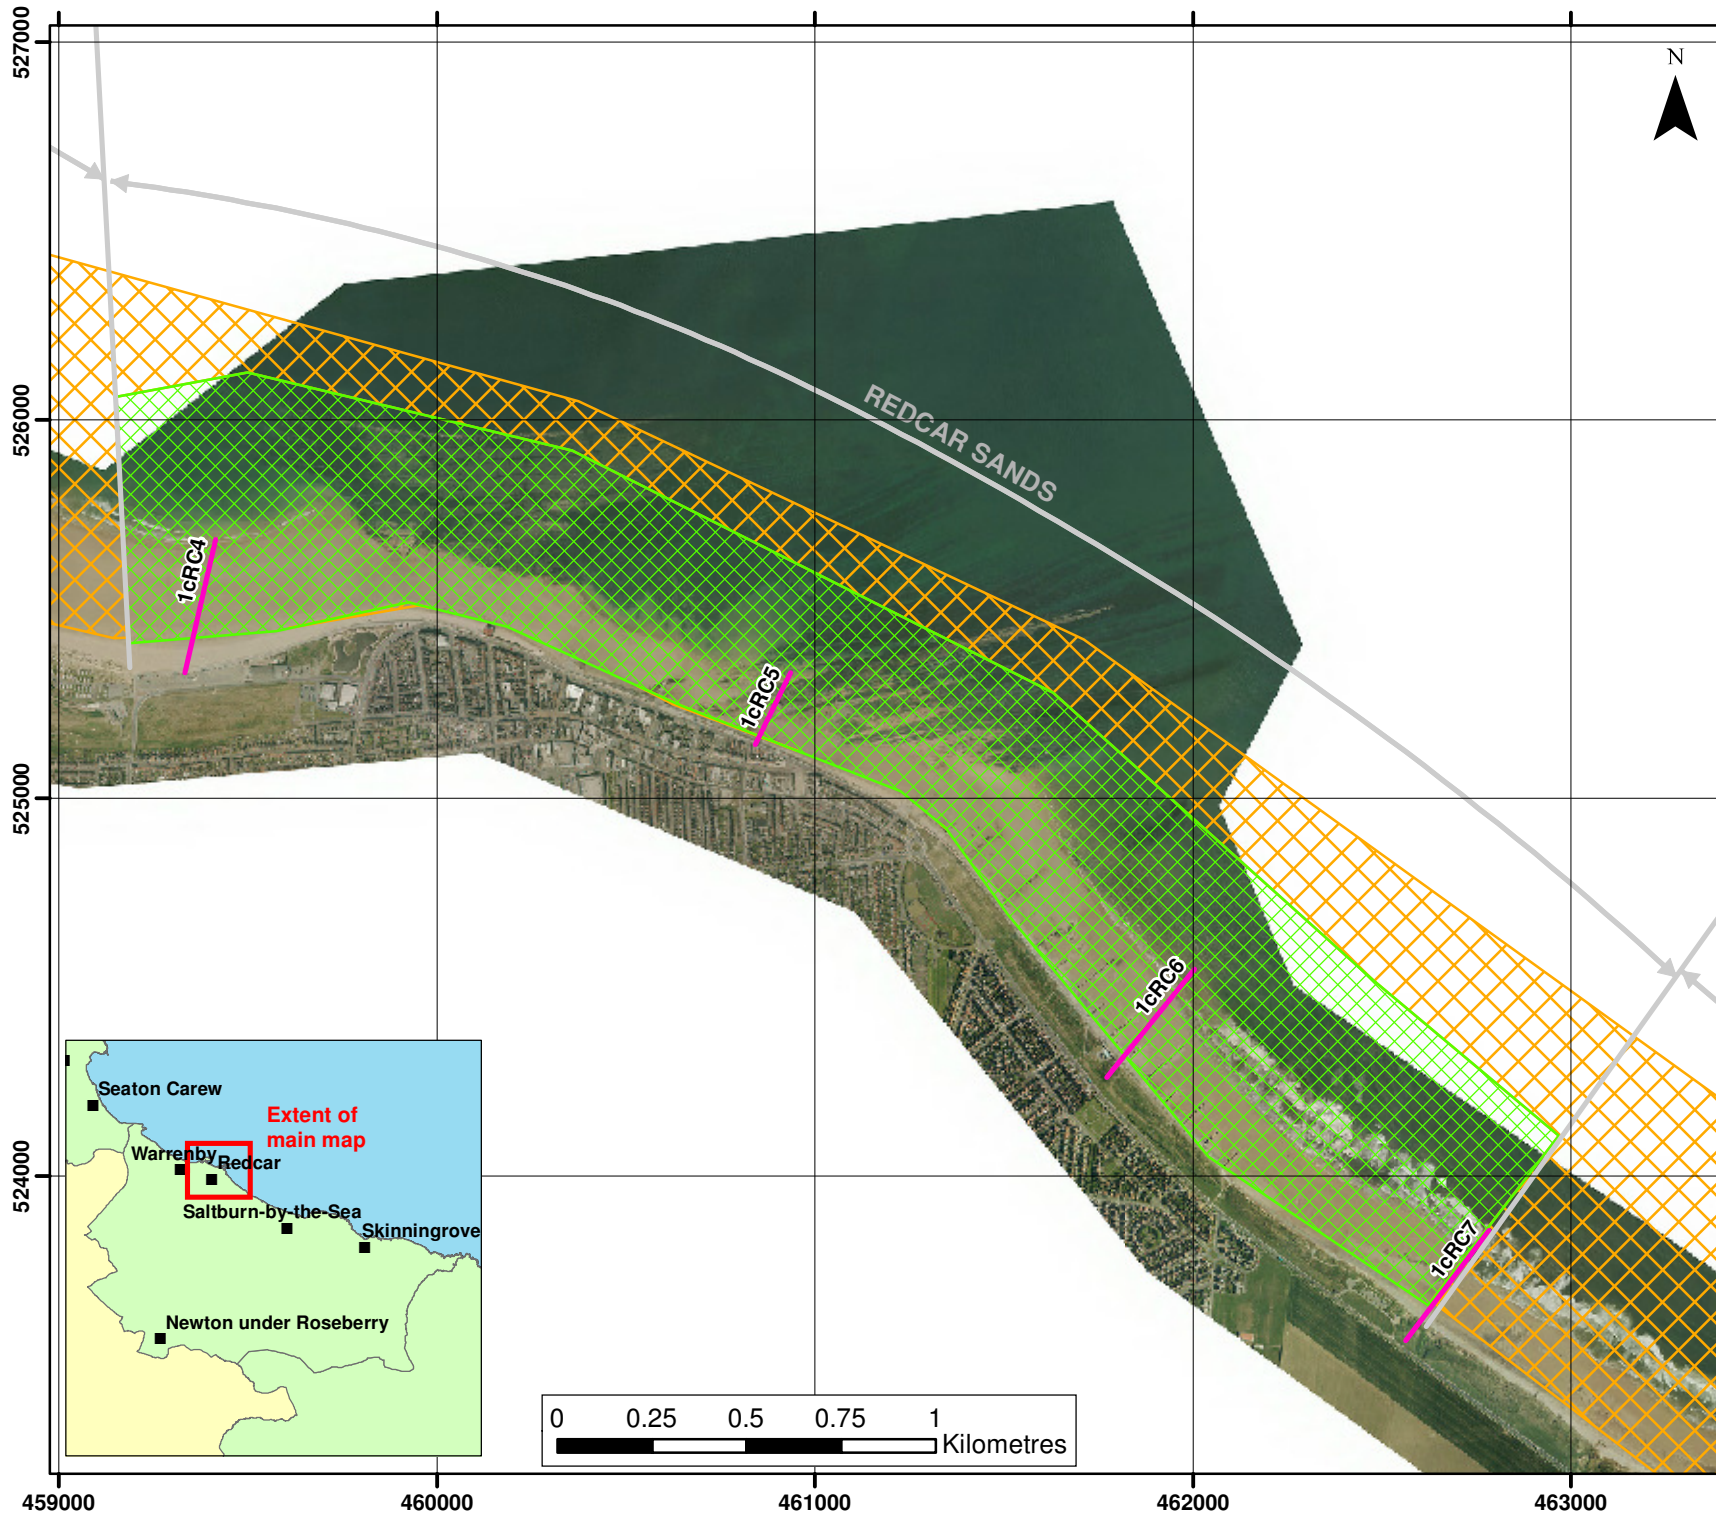 527000
N
526000
REDCAR SANDS
1cRC4
1cRC5
525000
1cRC6
524000
1cRC7
Seaton Carew
Extent of
main map
Warrenby
Redcar
Saltburn-by-the-Sea
Skinningrove
Newton under Roseberry
0 0.25 0.5 0.75 1
Kilometres
459000 460000 461000 462000 463000